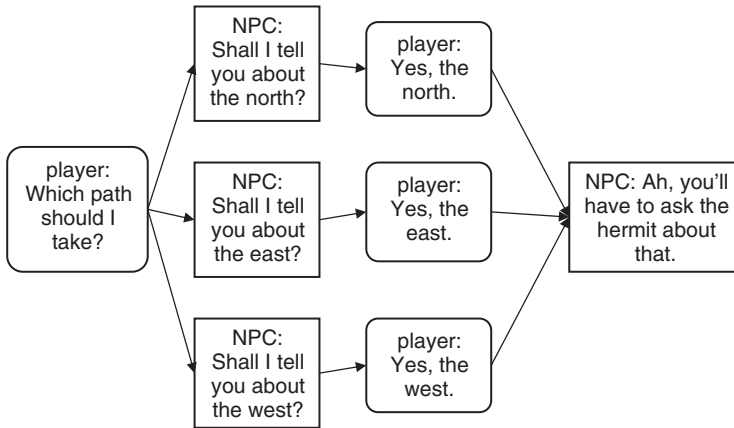 player:
Which path
should I
take?
NPC:
Shall I tell
you about
the north?
player:
Yes, the
north.
NPC:
Shall I tell
you about
the east?
player:
Yes, the
east.
NPC:
Shall I tell
you about
the west?
player:
Yes, the
west.
NPC: Ah, you’ll
have to ask the
hermit about
that.